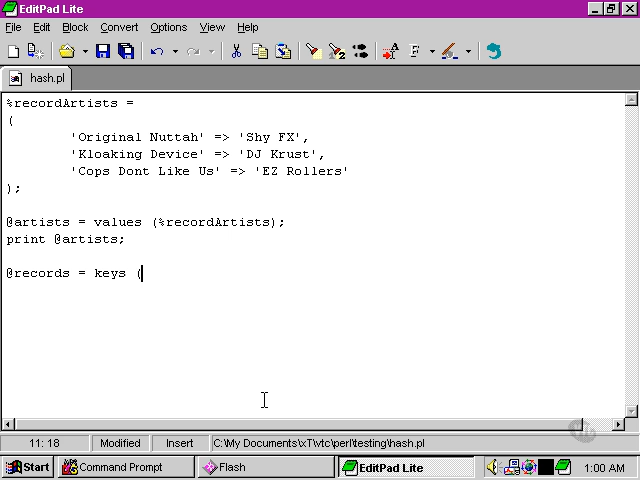 EditPad Lite
File Edit Block Convert Options View Help
hash.pl
%recordArtists =
(
'Original Nuttah' => 'Shy FX',
'Kloaking Device' => 'DJ Krust',
'Cops Dont Like Us' => 'EZ Rollers'
);
@artists = values (%recordArtists);
print @artists;
@records = keys (
11: 18 Modified Insert C:\My Documents\xT\vtc\perl\testing\hash.pl
Start Command Prompt Flash EditPad Lite 1:00 AM